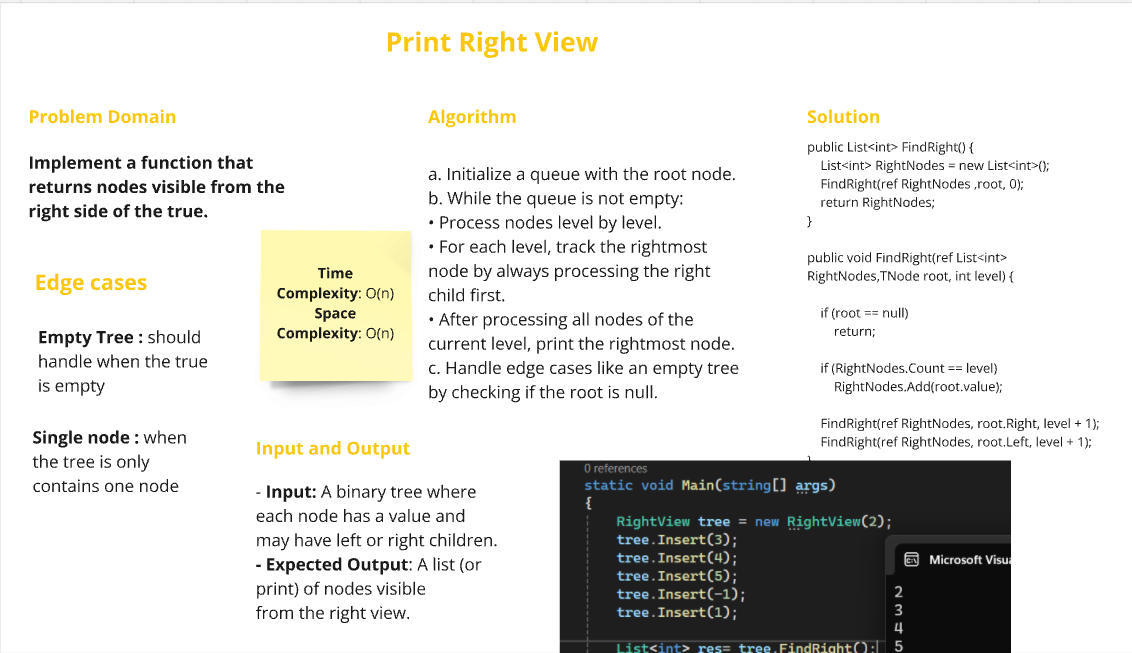 Print Right View
Problem Domain
Implement a function that
returns nodes visible from the
right side of the true.
Edge cases
Empty Tree : should
handle when the true
is empty
Single node : when
the tree is only
contains one node
Time
Complexity: O(n)
Space
Complexity: O(n)
Algorithm
a. Initialize a queue with the root node.
b. While the queue is not empty:
• Process nodes level by level.
• For each level, track the rightmost
node by always processing the right
child first.
• After processing all nodes of the
current level, print the rightmost node.
c. Handle edge cases like an empty tree
by checking if the root is null.
Input and Output
- Input: A binary tree where
each node has a value and
may have left or right children.
- Expected Output: A list (or
print) of nodes visible
from the right view.
Solution
public List<int> FindRight() {
List<int> RightNodes = new List<int>();
FindRight(ref RightNodes ,root, 0);
return RightNodes;
}
public void FindRight(ref List<int>
RightNodes,TNode root, int level) {
if (root == null)
return;
if (RightNodes.Count == level)
RightNodes.Add(root.value);
FindRight(ref RightNodes, root.Right, level + 1);
FindRight(ref RightNodes, root.Left, level + 1);
0 references
static void Main(string[] args)
{
RightView tree = new RightView(2);
tree.Insert(3);
tree.Insert(4);
tree.Insert(5);
tree.Insert(-1);
tree.Insert(1);
List<int> res= tree.FindRight();
Microsoft Visua
2
3
4
5